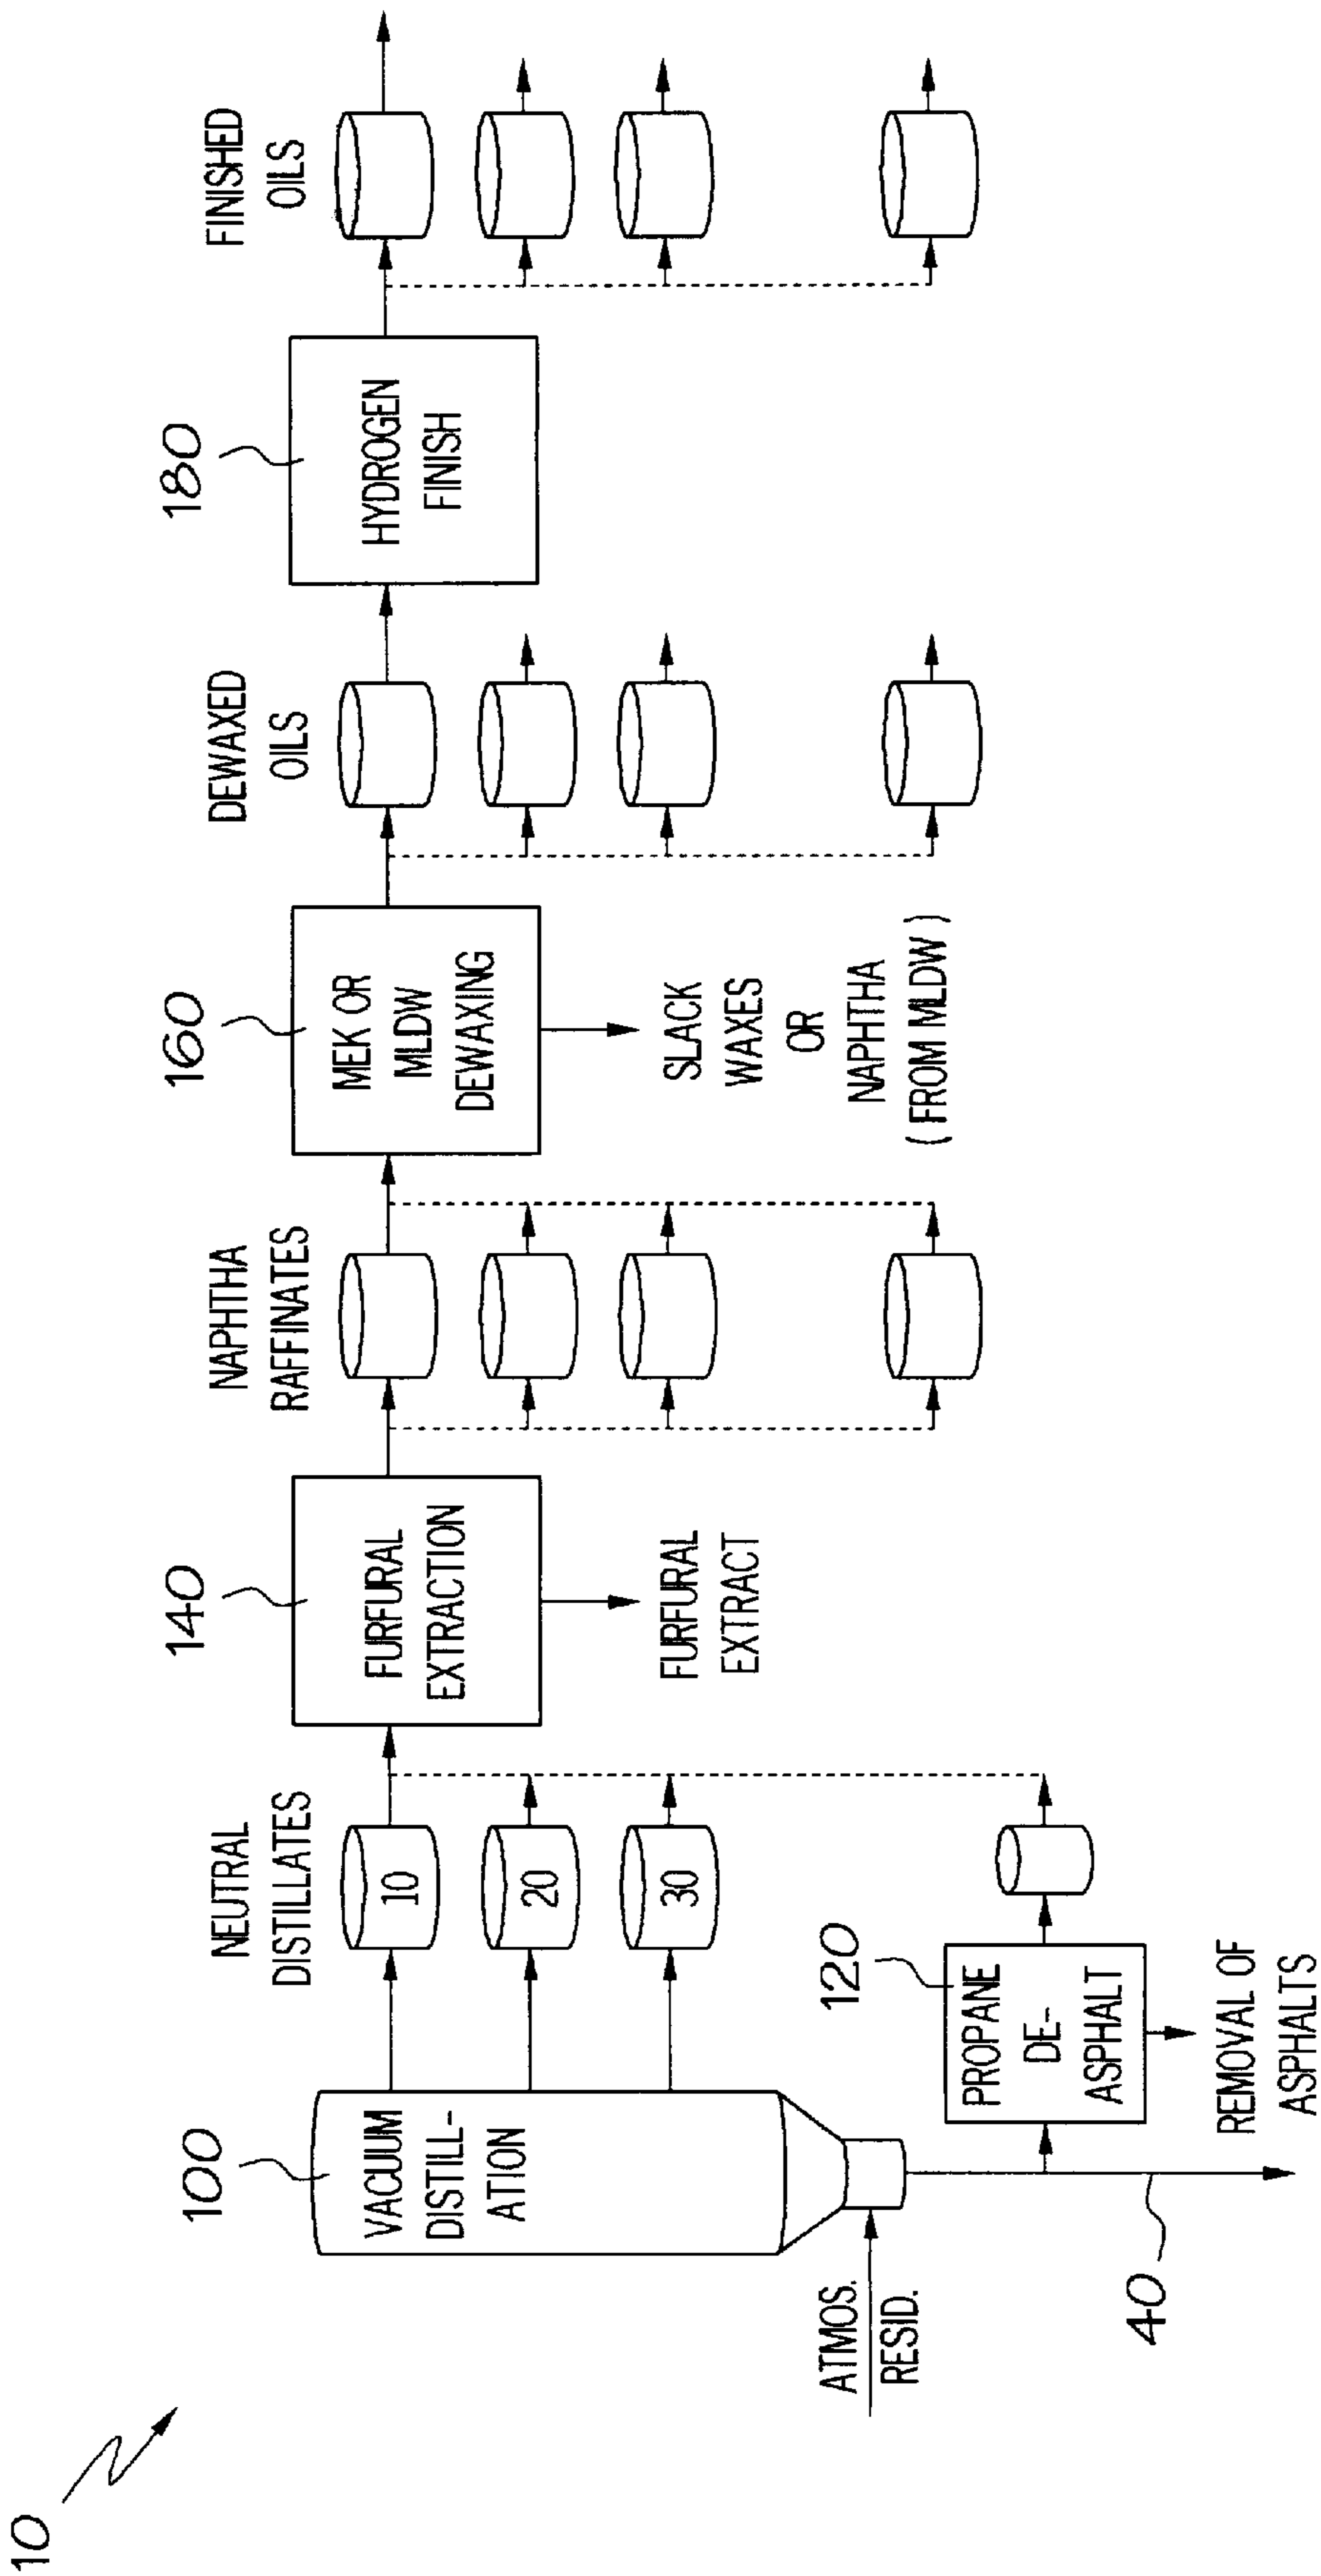 10
100
VACUUM
DISTILL-
ATION
ATMOS.
RESID.
40
NEUTRAL
DISTILLATES
10
20
30
120
PROPANE
DE-
ASPHALT
REMOVAL OF
ASPHALTS
140
FURFURAL
EXTRACTION
FURFURAL
EXTRACT
NAPHTHA
RAFFINATES
160
MEK OR
MLDW
DEWAXING
SLACK
WAXES
OR
NAPHTHA
( FROM MLDW )
DEWAXED
OILS
180
HYDROGEN
FINISH
FINISHED
OILS